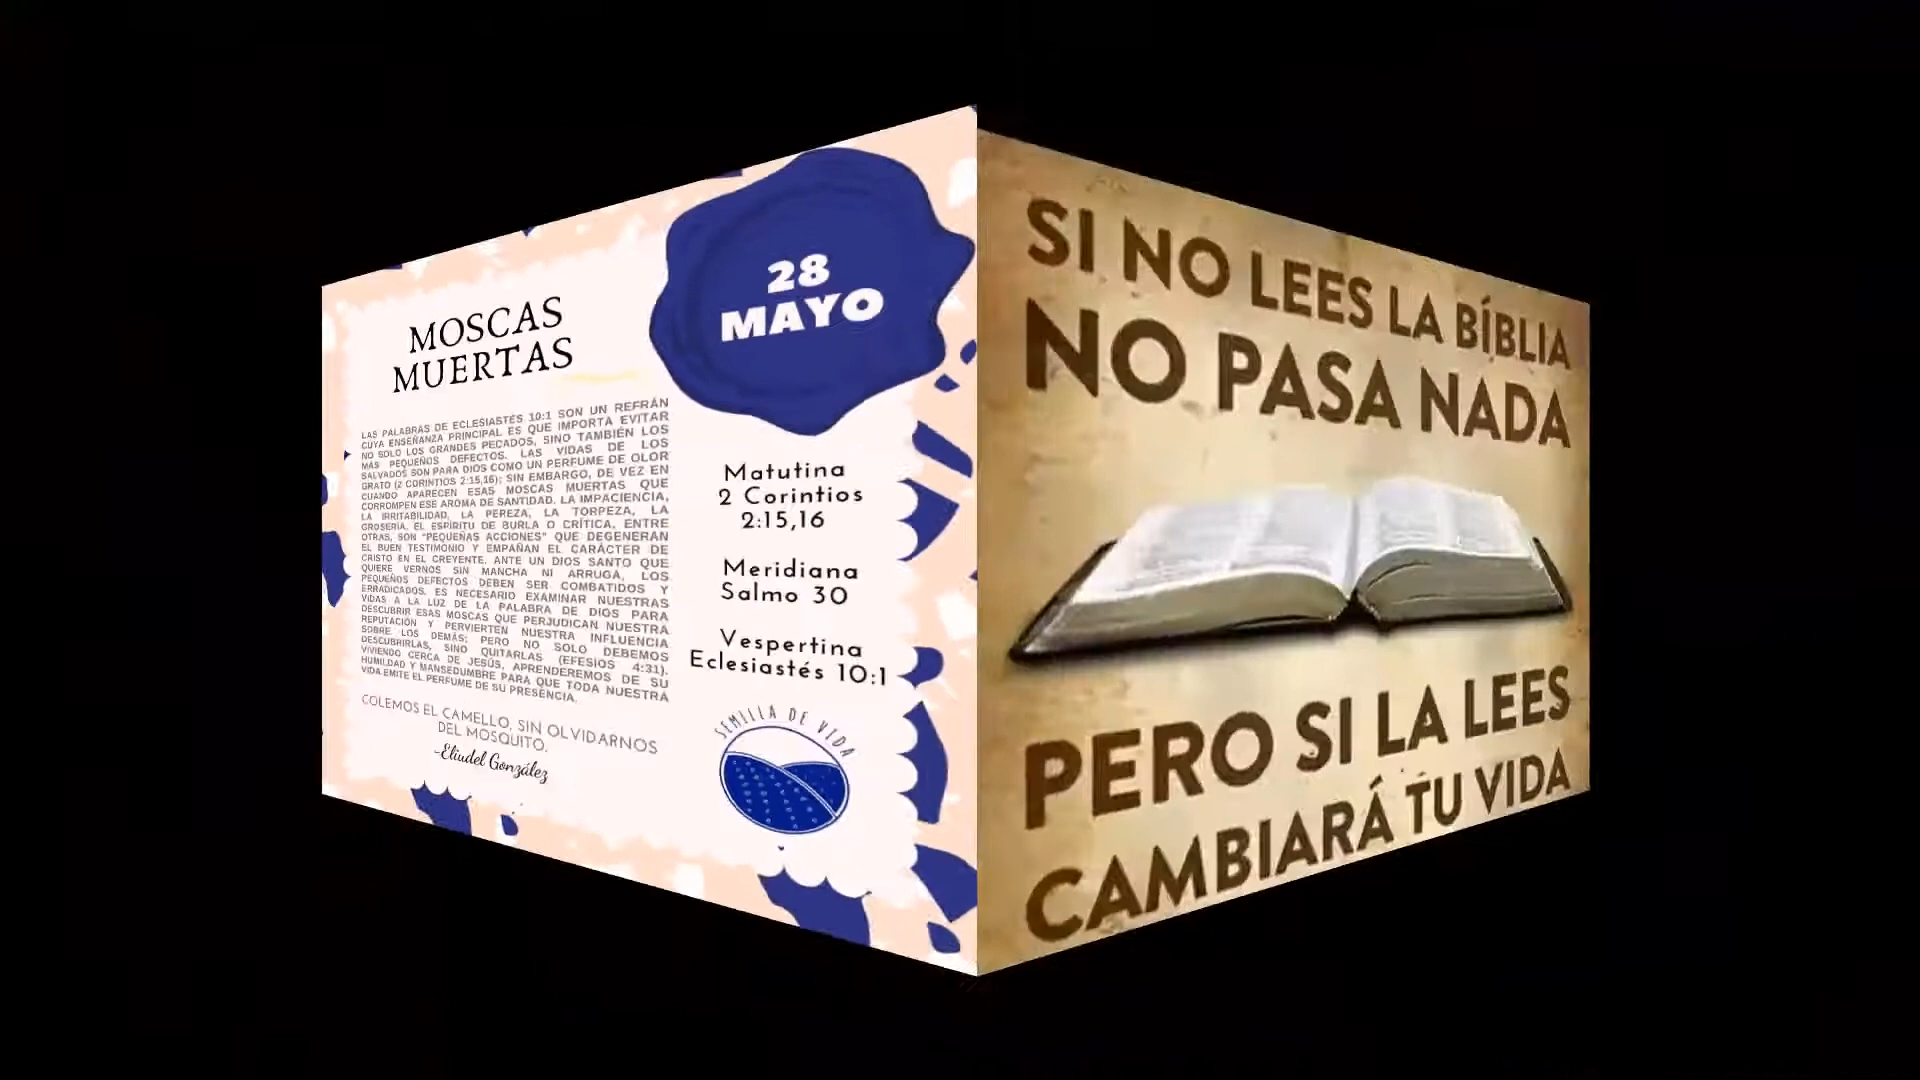 MOSCAS
MUERTAS
28
MAYO
LAS PALABRAS DE ECLESIASTÉS 10:1 SON UN REFRÁN
CUYA ENSEÑANZA PRINCIPAL ES QUE IMPORTA EVITAR
NO SOLO LOS GRANDES PECADOS, SINO TAMBIÉN LOS
MÁS PEQUEÑOS DEFECTOS. LAS VIDAS DE LOS
SALVADOS SON PARA DIOS COMO UN PERFUME DE OLOR
GRATO (2 CORINTIOS 2:15,16); SIN EMBARGO, DE VEZ EN
CUANDO APARECEN ESAS MOSCAS MUERTAS QUE
CORROMPEN ESE AROMA DE SANTIDAD. LA IMPACIENCIA,
LA IRRITABILIDAD, LA PEREZA, LA TORPEZA, LA
GROSERÍA, EL ESPÍRITU DE BURLA O CRÍTICA, ENTRE
OTRAS, SON "PEQUEÑAS ACCIONES" QUE DEGENERAN
EL BUEN TESTIMONIO Y EMPAÑAN EL CARÁCTER DE
CRISTO EN EL CREYENTE. ANTE UN DIOS SANTO QUE
QUIERE VERNOS SIN MANCHA NI ARRUGA, LOS
PEQUEÑOS DEFECTOS DEBEN SER COMBATIDOS Y
ERRADICADOS. ES NECESARIO EXAMINAR NUESTRAS
VIDAS A LA LUZ DE LA PALABRA DE DIOS PARA
DESCUBRIR ESAS MOSCAS QUE PERJUDICAN NUESTRA
REPUTACIÓN Y PERVIERTEN NUESTRA INFLUENCIA
SOBRE LOS DEMÁS; PERO NO SOLO DEBEMOS
DESCUBRIRLAS, SINO QUITARLAS (EFESIOS 4:31).
VIVIENDO CERCA DE JESÚS, APRENDEREMOS DE SU
HUMILDAD Y MANSEDUMBRE PARA QUE TODA NUESTRA
VIDA EMITE EL PERFUME DE SU PRESENCIA.
COLEMOS EL CAMELLO, SIN OLVIDARNOS
DEL MOSQUITO.
-Eliudel González
Matutina
2 Corintios
2:15,16
Meridiana
Salmo 30
Vespertina
Eclesiastés 10:1
SEMILLA DE VIDA
SI NO LEES LA BÍBLIA
NO PASA NADA
PERO SI LA LEES
CAMBIARÁ TU VIDA